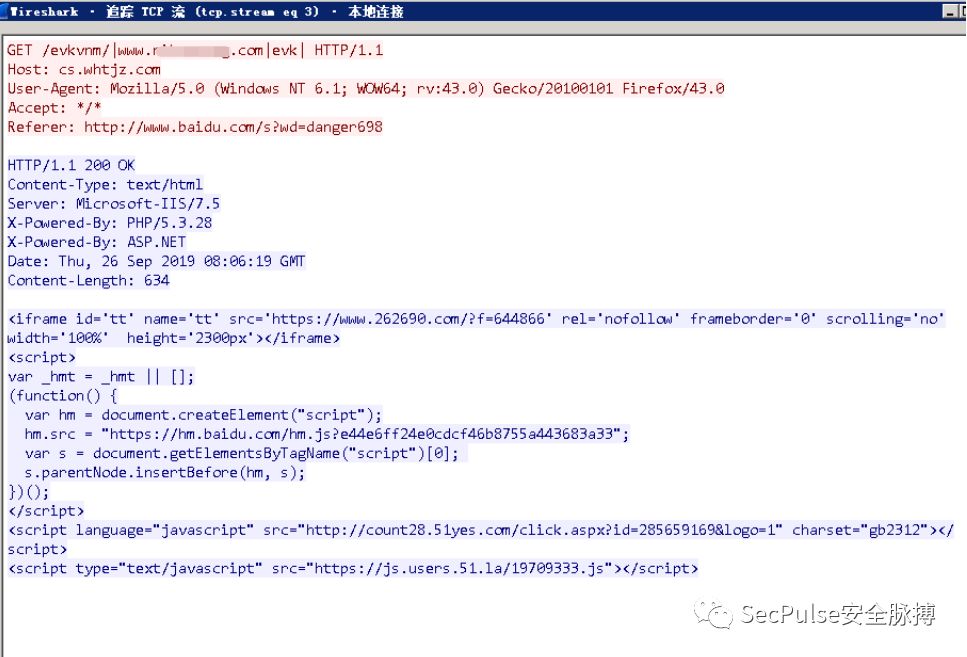 Wireshark · 追踪 TCP 流 (tcp.stream eq 3) · 本地连接
GET /evkvnm/|www. .com|evk| HTTP/1.1
Host: cs.whtjz.com
User-Agent: Mozilla/5.0 (Windows NT 6.1; WOW64; rv:43.0) Gecko/20100101 Firefox/43.0
Accept: */*
Referer: http://www.baidu.com/s?wd=danger698
HTTP/1.1 200 OK
Content-Type: text/html
Server: Microsoft-IIS/7.5
X-Powered-By: PHP/5.3.28
X-Powered-By: ASP.NET
Date: Thu, 26 Sep 2019 08:06:19 GMT
Content-Length: 634
<iframe id='tt' name='tt' src='https://www.262690.com/?f=644866' rel='nofollow' frameborder='0' scrolling='no'
width='100%'  height='2300px'></iframe>
<script>
var _hmt = _hmt || [];
(function() {
  var hm = document.createElement("script");
  hm.src = "https://hm.baidu.com/hm.js?e44e6ff24e0cdcf46b8755a443683a33";
  var s = document.getElementsByTagName("script")[0];
  s.parentNode.insertBefore(hm, s);
})();
</script>
<script language="javascript" src="http://count28.51yes.com/click.aspx?id=285659169&logo=1" charset="gb2312"></
script>
<script type="text/javascript" src="https://js.users.51.la/19709333.js"></script>
SecPulse安全脉搏